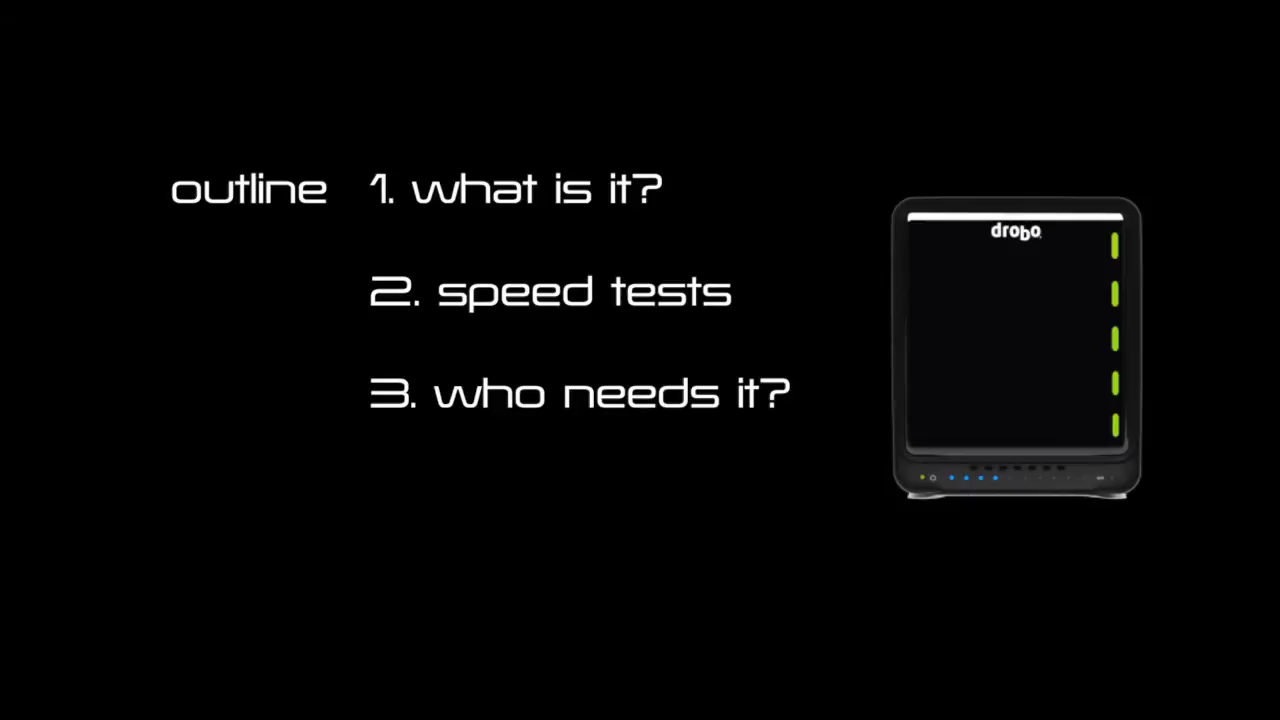 outline 1. what is it?
drobo
2. speed tests
3. who needs it?